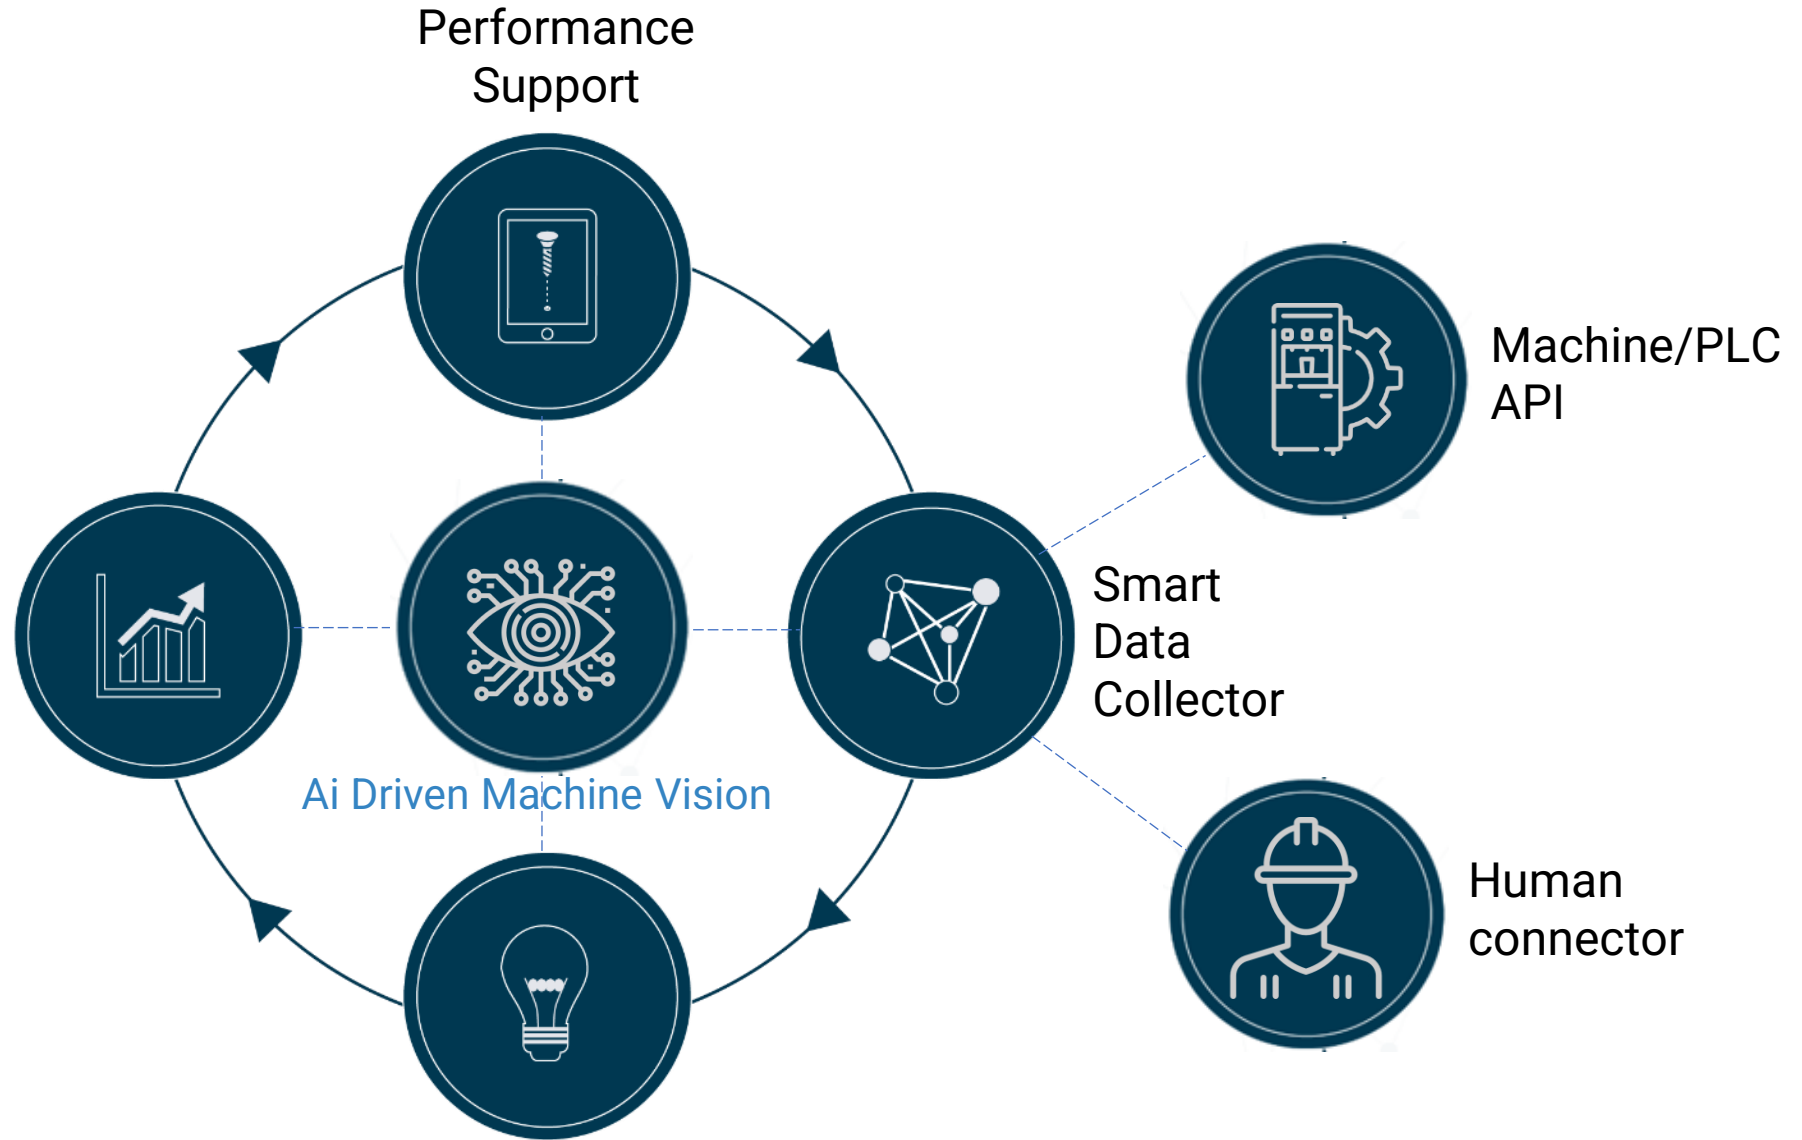 Performance
Support
Machine/PLC
API
Smart
Data
Collector
Ai Driven Machine Vision
Human
connector